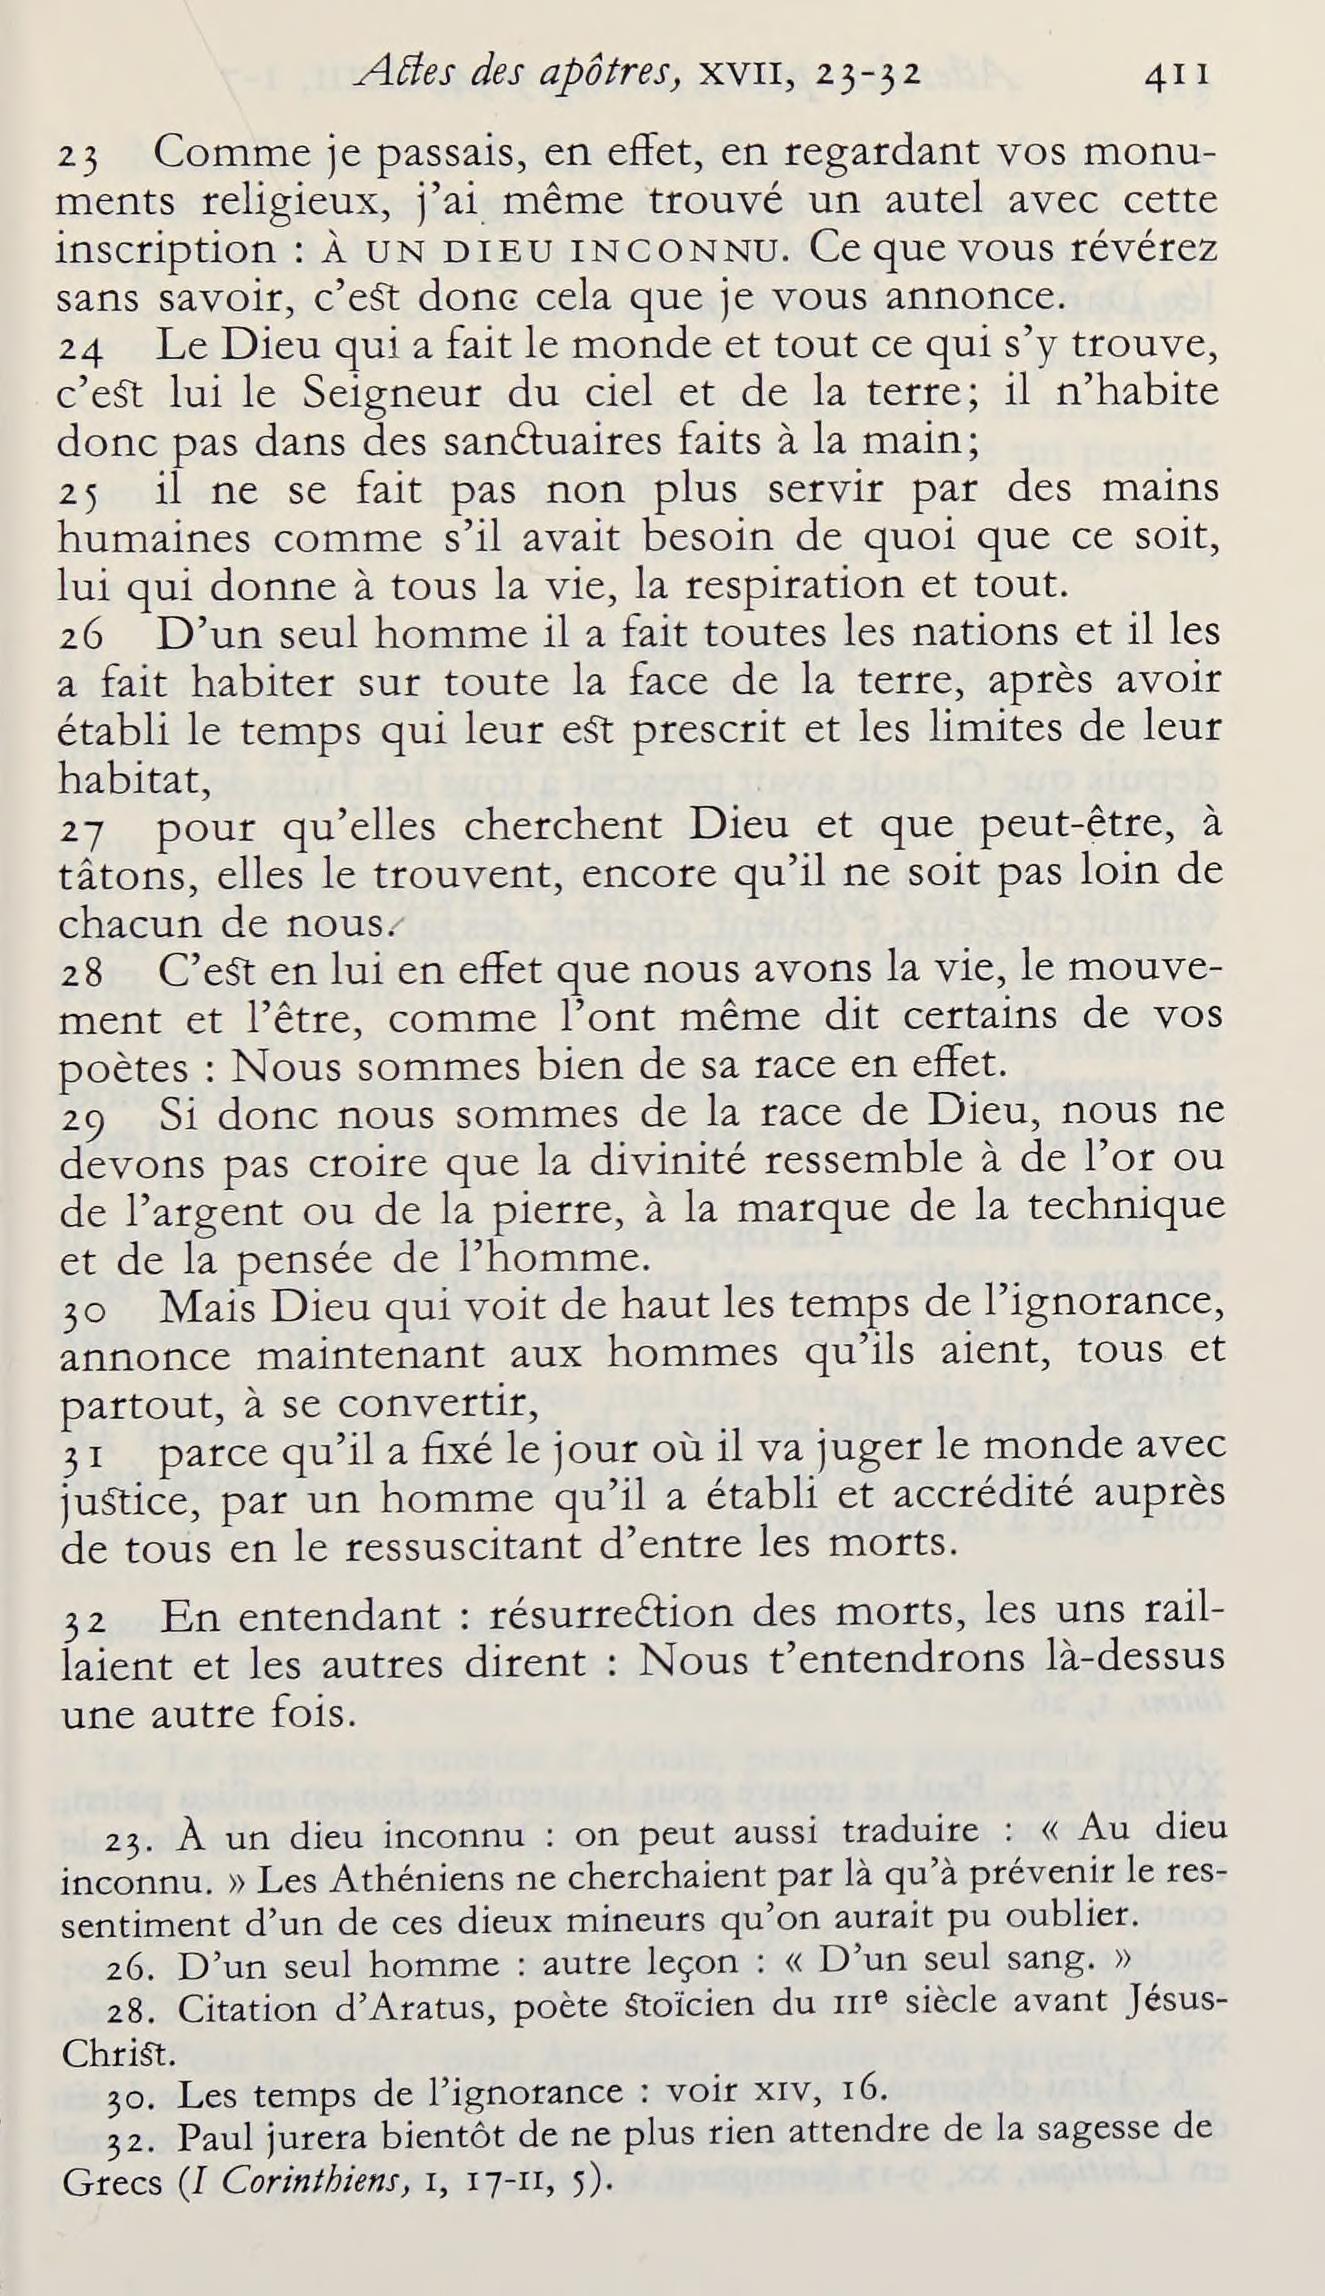 Actes des apôtres, XVII, 23-32 411
23 Comme je passais, en effet, en regardant vos monu-
ments religieux, j'ai même trouvé un autel avec cette
inscription : À UN DIEU INCONNU. Ce que vous révérez
sans savoir, c'est donc cela que je vous annonce.
24 Le Dieu qui a fait le monde et tout ce qui s'y trouve,
c'est lui le Seigneur du ciel et de la terre; il n'habite
donc pas dans des sanctuaires faits à la main;
25 il ne se fait pas non plus servir par des mains
humaines comme s'il avait besoin de quoi que ce soit,
lui qui donne à tous la vie, la respiration et tout.
26 D'un seul homme il a fait toutes les nations et il les
a fait habiter sur toute la face de la terre, après avoir
établi le temps qui leur est prescrit et les limites de leur
habitat,
27 pour qu'elles cherchent Dieu et que peut-être, à
tâtons, elles le trouvent, encore qu'il ne soit pas loin de
chacun de nous.
28 C'est en lui en effet que nous avons la vie, le mouve-
ment et l'être, comme l'ont même dit certains de vos
poètes : Nous sommes bien de sa race en effet.
29 Si donc nous sommes de la race de Dieu, nous ne
devons pas croire que la divinité ressemble à de l'or ou
de l'argent ou de la pierre, à la marque de la technique
et de la pensée de l'homme.
30 Mais Dieu qui voit de haut les temps de l'ignorance,
annonce maintenant aux hommes qu'ils aient, tous et
partout, à se convertir,
31 parce qu'il a fixé le jour où il va juger le monde avec
justice, par un homme qu'il a établi et accrédité auprès
de tous en le ressuscitant d'entre les morts.
32 En entendant : résurrection des morts, les uns rail-
laient et les autres dirent : Nous t'entendrons là-dessus
une autre fois.
23. À un dieu inconnu : on peut aussi traduire : « Au dieu
inconnu. » Les Athéniens ne cherchaient par là qu'à prévenir le res-
sentiment d'un de ces dieux mineurs qu'on aurait pu oublier.
26. D'un seul homme : autre leçon : « D'un seul sang. »
28. Citation d'Aratus, poète stoïcien du IIIe siècle avant Jésus-
Christ.
30. Les temps de l'ignorance : voir XIV, 16.
32. Paul jurera bientôt de ne plus rien attendre de la sagesse de
Grecs (I Corinthiens, I, 17-II, 5).